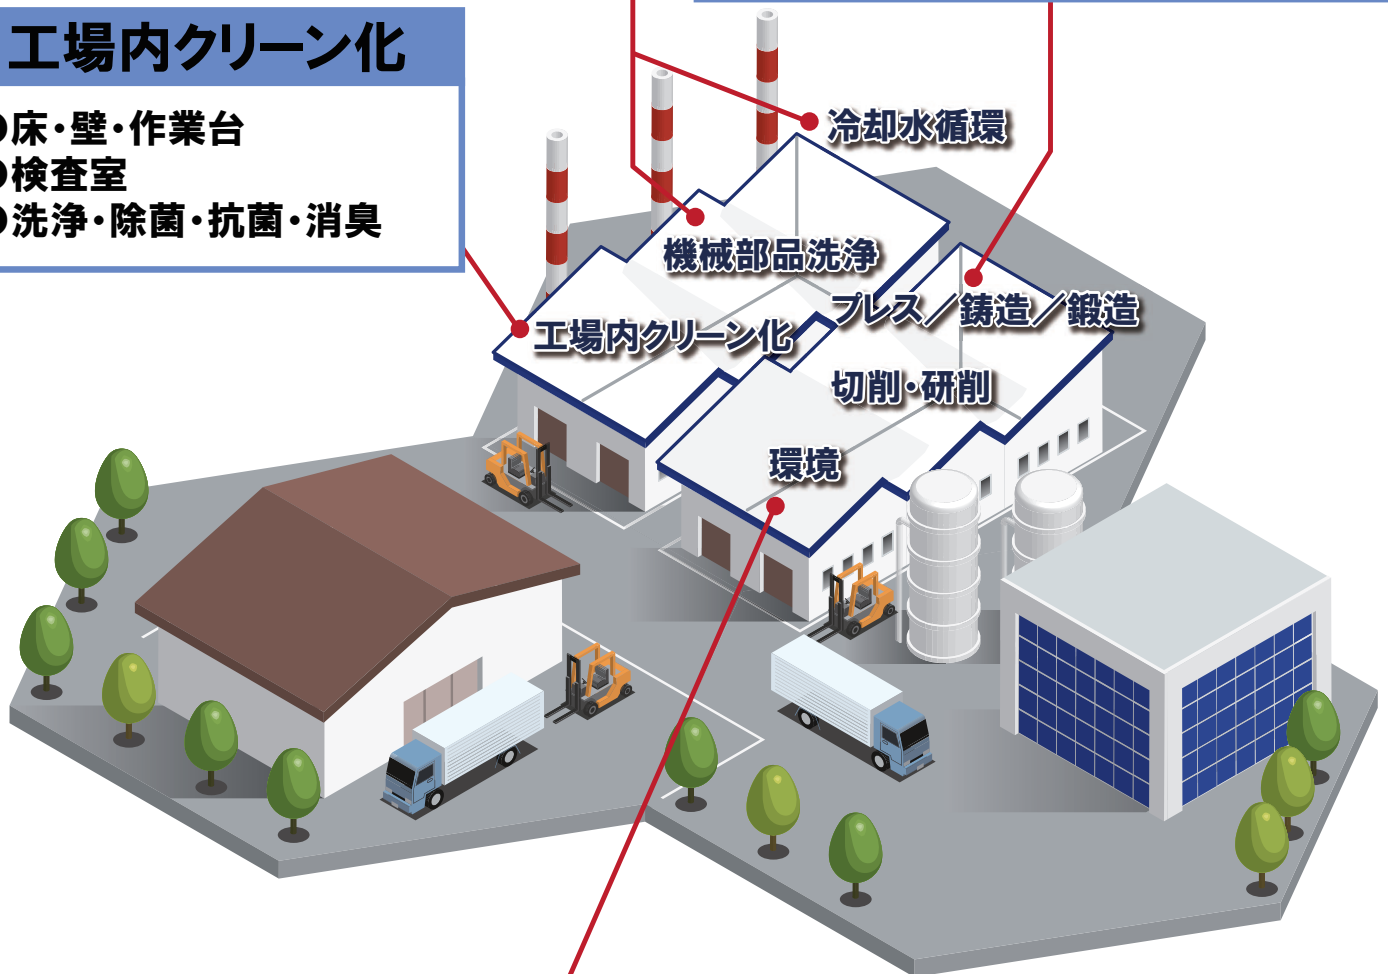 工場内クリーン化
●床・壁・作業台
●検査室
●洗浄・除菌・抗菌・消臭
冷却水循環
機械部品洗浄
プレス／鋳造／鍛造
工場内クリーン化
切削・研削
環境